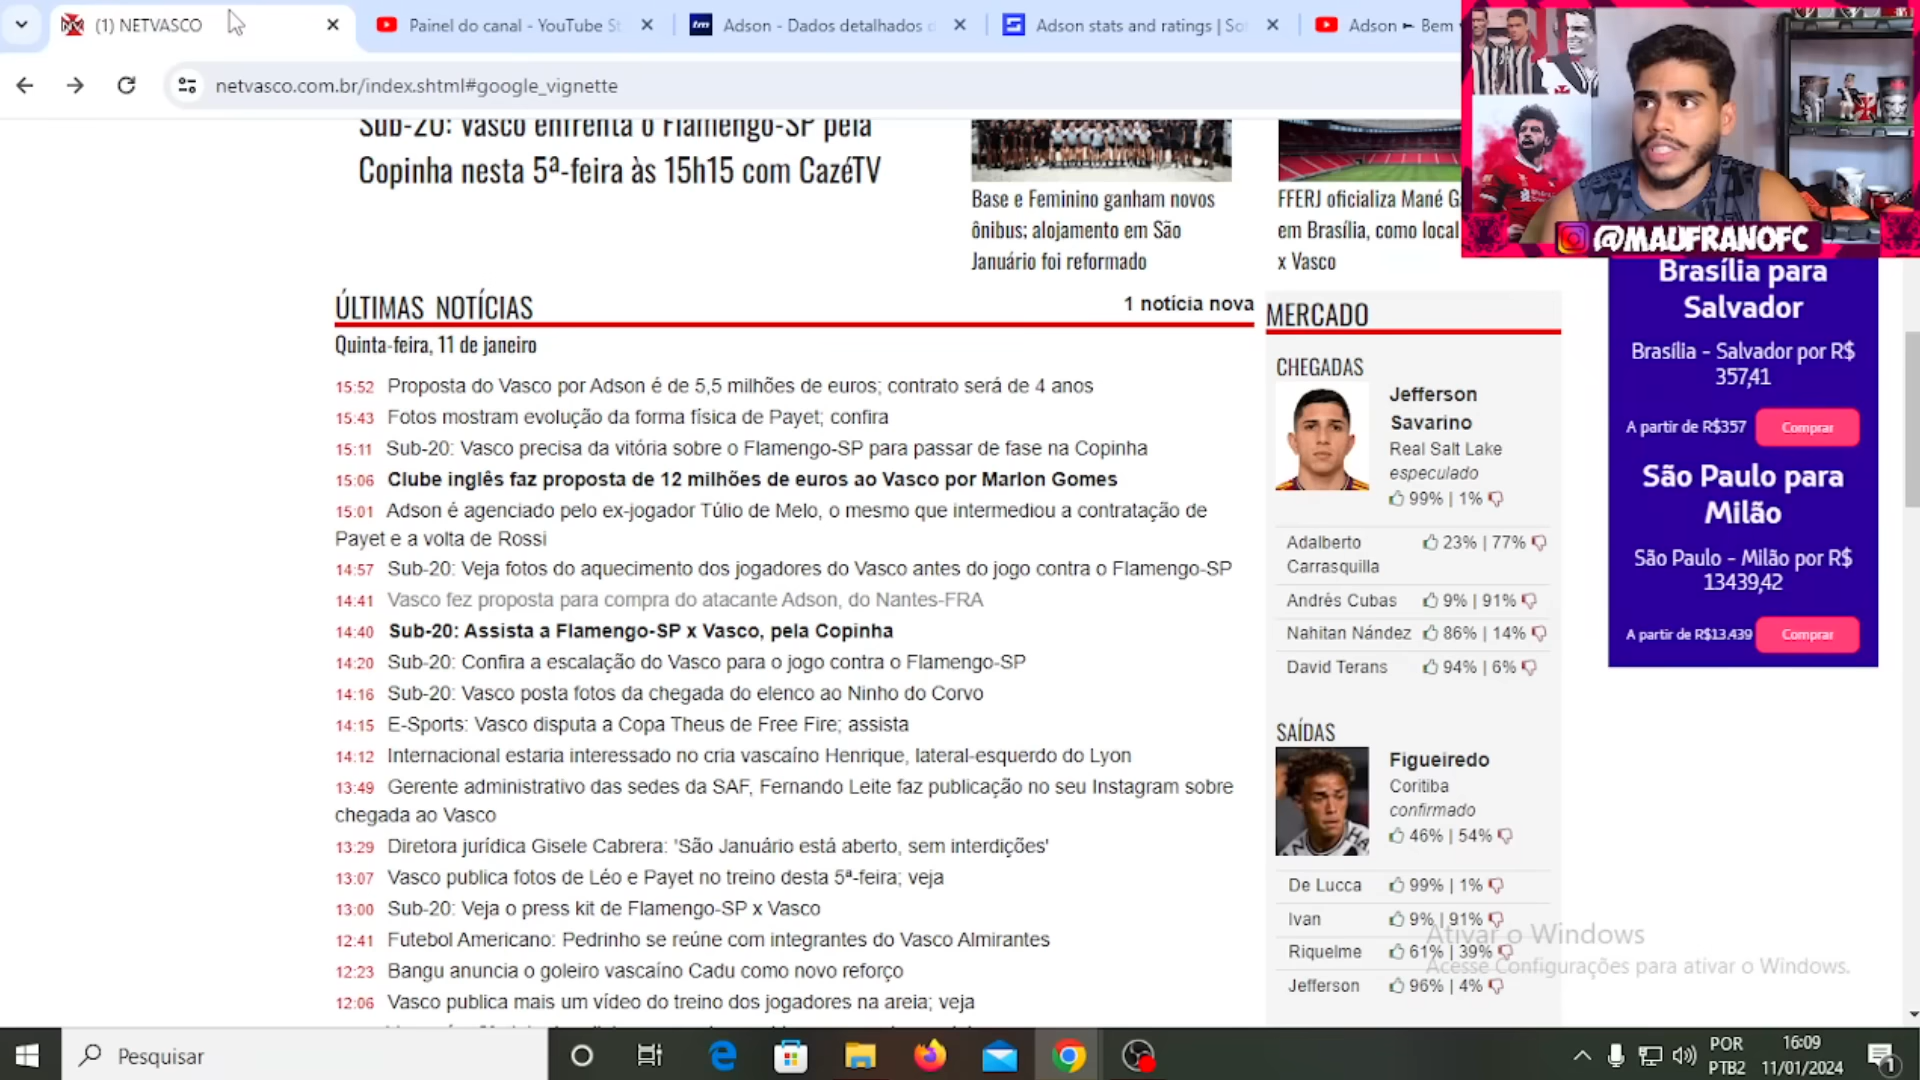 (1) NETVASCO
Painel do canal - YouTube St
Adson - Dados detalhados d
Adson stats and ratings | Sof
Adson ⭐ Bem
netvasco.com.br/index.shtml#google_vignette
@MAUFRANOFC
Sub-20: Vasco enfrenta o Flamengo-SP pela
Copinha nesta 5ª-feira às 15h15 com CazéTV
Base e Feminino ganham novos
ônibus; alojamento em São
Januário foi reformado
FFERJ oficializa Mané G
em Brasília, como local
x Vasco
ÚLTIMAS NOTÍCIAS
1 notícia nova
Quinta-feira, 11 de janeiro
15:52 Proposta do Vasco por Adson é de 5,5 milhões de euros; contrato será de 4 anos
15:43 Fotos mostram evolução da forma física de Payet; confira
15:11 Sub-20: Vasco precisa da vitória sobre o Flamengo-SP para passar de fase na Copinha
15:06 Clube inglês faz proposta de 12 milhões de euros ao Vasco por Marlon Gomes
15:01 Adson é agenciado pelo ex-jogador Túlio de Melo, o mesmo que intermediou a contratação de
Payet e a volta de Rossi
14:57 Sub-20: Veja fotos do aquecimento dos jogadores do Vasco antes do jogo contra o Flamengo-SP
14:41 Vasco fez proposta para compra do atacante Adson, do Nantes-FRA
14:40 Sub-20: Assista a Flamengo-SP x Vasco, pela Copinha
14:20 Sub-20: Confira a escalação do Vasco para o jogo contra o Flamengo-SP
14:16 Sub-20: Vasco posta fotos da chegada do elenco ao Ninho do Corvo
14:15 E-Sports: Vasco disputa a Copa Theus de Free Fire; assista
14:12 Internacional estaria interessado no cria vascaíno Henrique, lateral-esquerdo do Lyon
13:49 Gerente administrativo das sedes da SAF, Fernando Leite faz publicação no seu Instagram sobre
chegada ao Vasco
13:29 Diretora jurídica Gisele Cabrera: 'São Januário está aberto, sem interdições'
13:07 Vasco publica fotos de Léo e Payet no treino desta 5ª-feira; veja
13:00 Sub-20: Veja o press kit de Flamengo-SP x Vasco
12:41 Futebol Americano: Pedrinho se reúne com integrantes do Vasco Almirantes
12:23 Bangu anuncia o goleiro vascaíno Cadu como novo reforço
12:06 Vasco publica mais um vídeo do treino dos jogadores na areia; veja
MERCADO
CHEGADAS
Jefferson
Savarino
Real Salt Lake
especulado
99% | 1%
Adalberto
Carrasquilla
23% | 77%
Andrés Cubas 9% | 91%
Nahitan Nández 86% | 14%
David Terans 94% | 6%
SAÍDAS
Figueiredo
Coritiba
confirmado
46% | 54%
De Lucca 99% | 1%
Ivan 9% | 91%
Riquelme 61% | 39%
Jefferson 96% | 4%
Brasília para
Salvador
Brasília - Salvador por R$
357,41
A partir de R$357 Comprar
São Paulo para
Milão
São Paulo - Milão por R$
13439,42
A partir de R$13.439 Comprar
Ativar o Windows
Acesse Configurações para ativar o Windows.
Pesquisar
POR
PTB2
16:09
11/01/2024
1